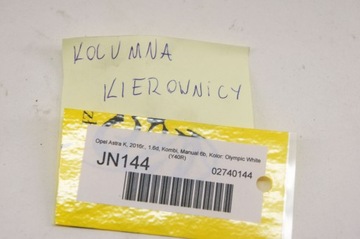 KOLUMNA
KIEROWNICY
Opel Astra K, 2016r., 1.6d, Kombi, Manual 6b, Kolor: Olympic White
(Y40R)
JN144
02740144